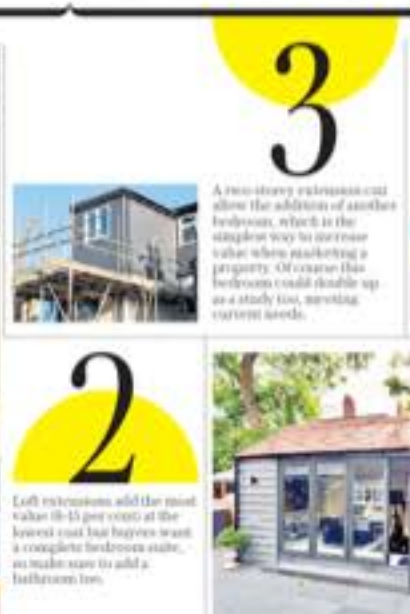 3
A two-storey extension can
allow the addition of another
bedroom, which is the
simplest way to increase
value when marketing a
property. Of course this
bedroom could double up
as a study too, meeting
current needs.
2
Loft extensions add the most
value (8-15 per cent) at the
lowest cost but buyers want
a complete bedroom suite,
so make sure to add a
bathroom too.